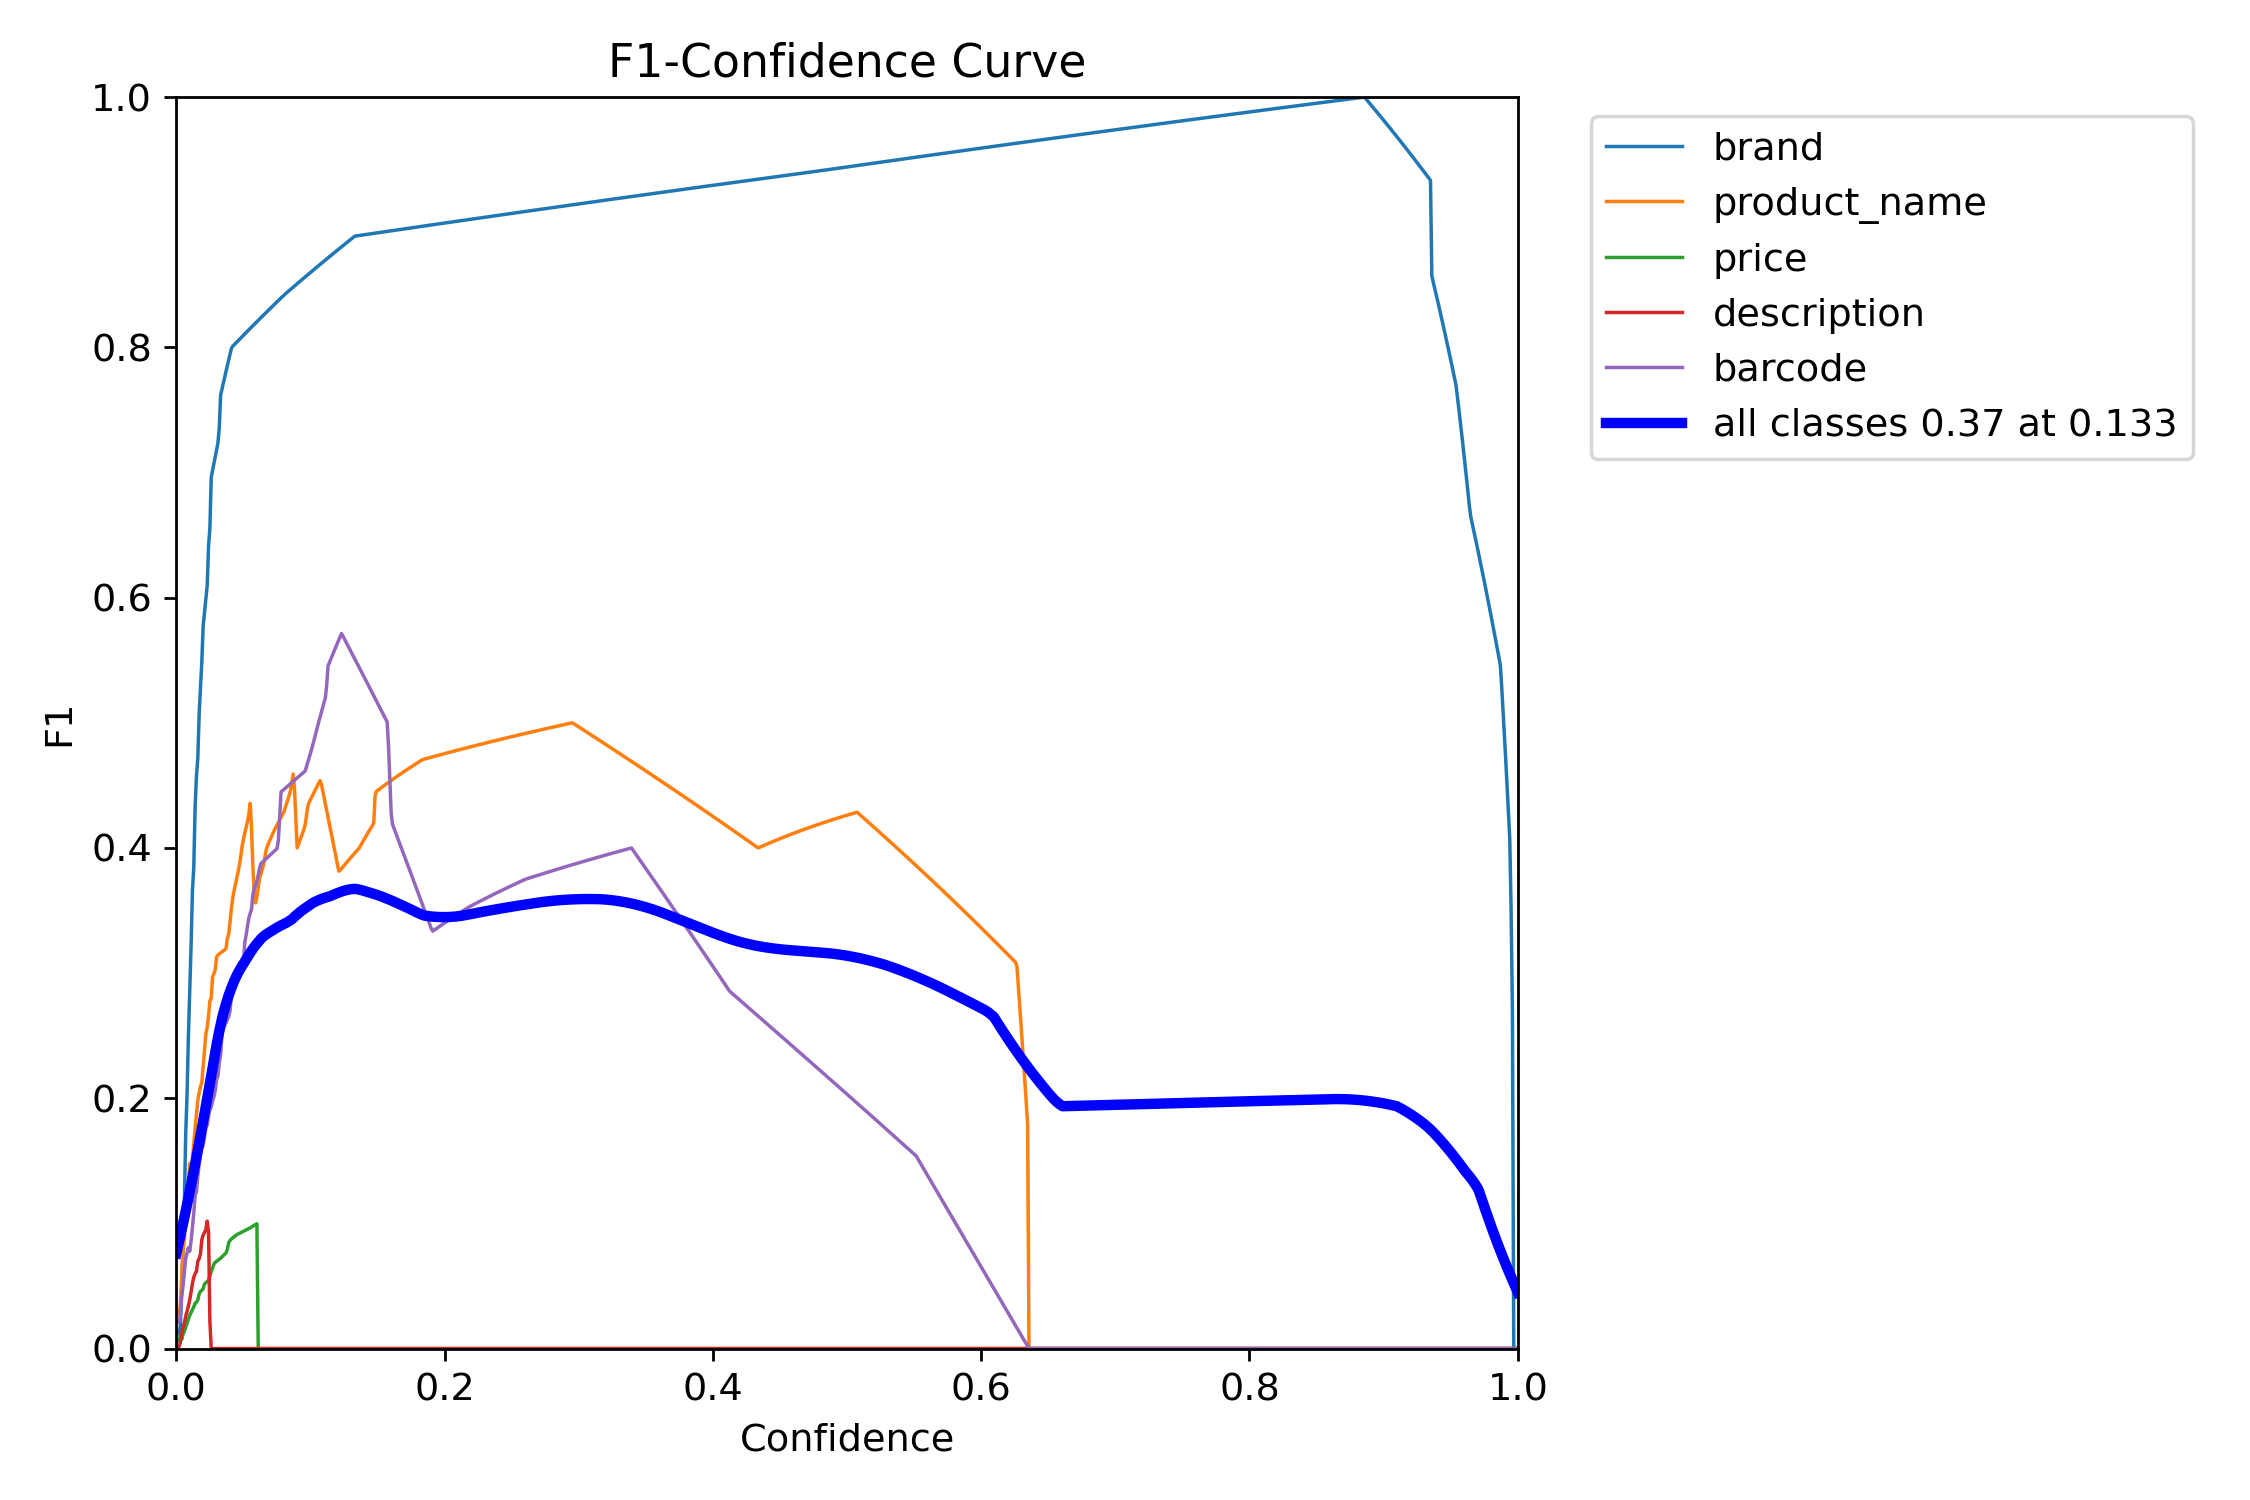 F1-Confidence Curve
1.0
0.8
0.6
0.4
0.2
0.0
F1
0.0 0.2 0.4 0.6 0.8 1.0
Confidence
brand
product_name
price
description
barcode
all classes 0.37 at 0.133